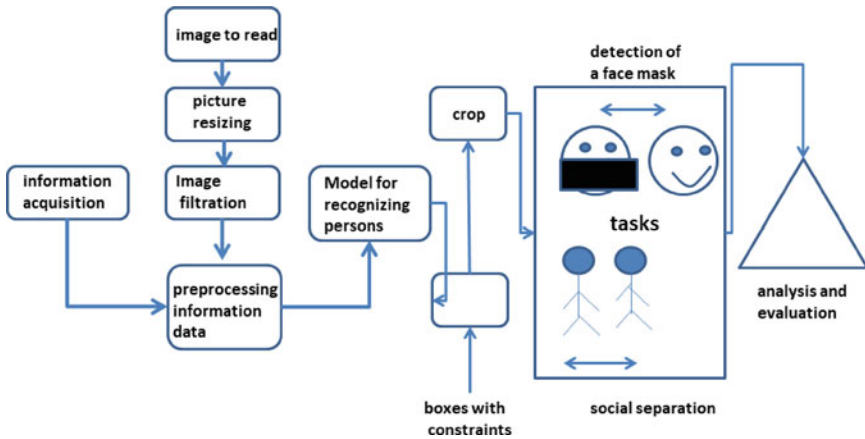 image to read
picture
resizing
Image
filtration
information
acquisition
preprocessing
information
data
Model for
recognizing
persons
crop
boxes with
constraints
detection of
a face mask
tasks
social separation
analysis and
evaluation